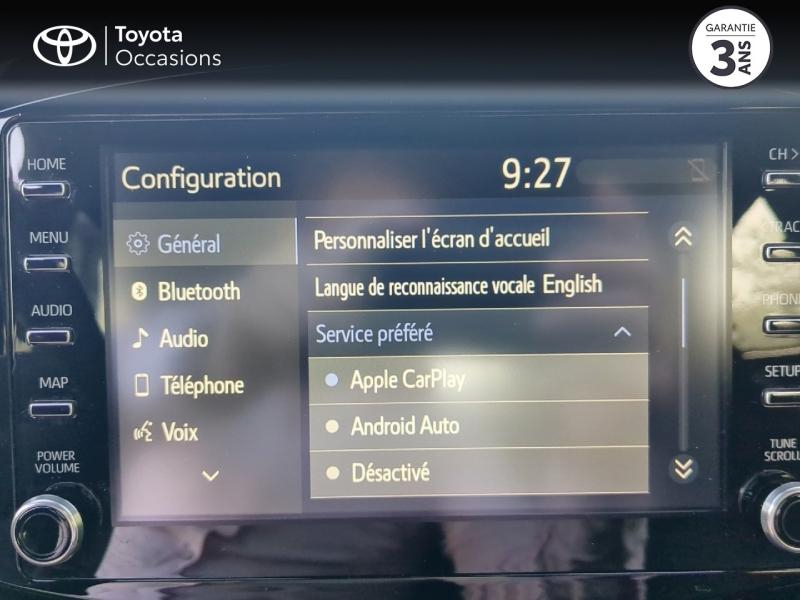 Toyota
Occasions
GARANTIE
3 ANS
HOME
MENU
AUDIO
MAP
POWER
VOLUME
Configuration
9:27
Général
Bluetooth
Audio
Téléphone
Voix
Personnaliser l'écran d'accueil
Langue de reconnaissance vocale English
Service préféré
Apple CarPlay
Android Auto
Désactivé
CH >
SETUP
TUNE